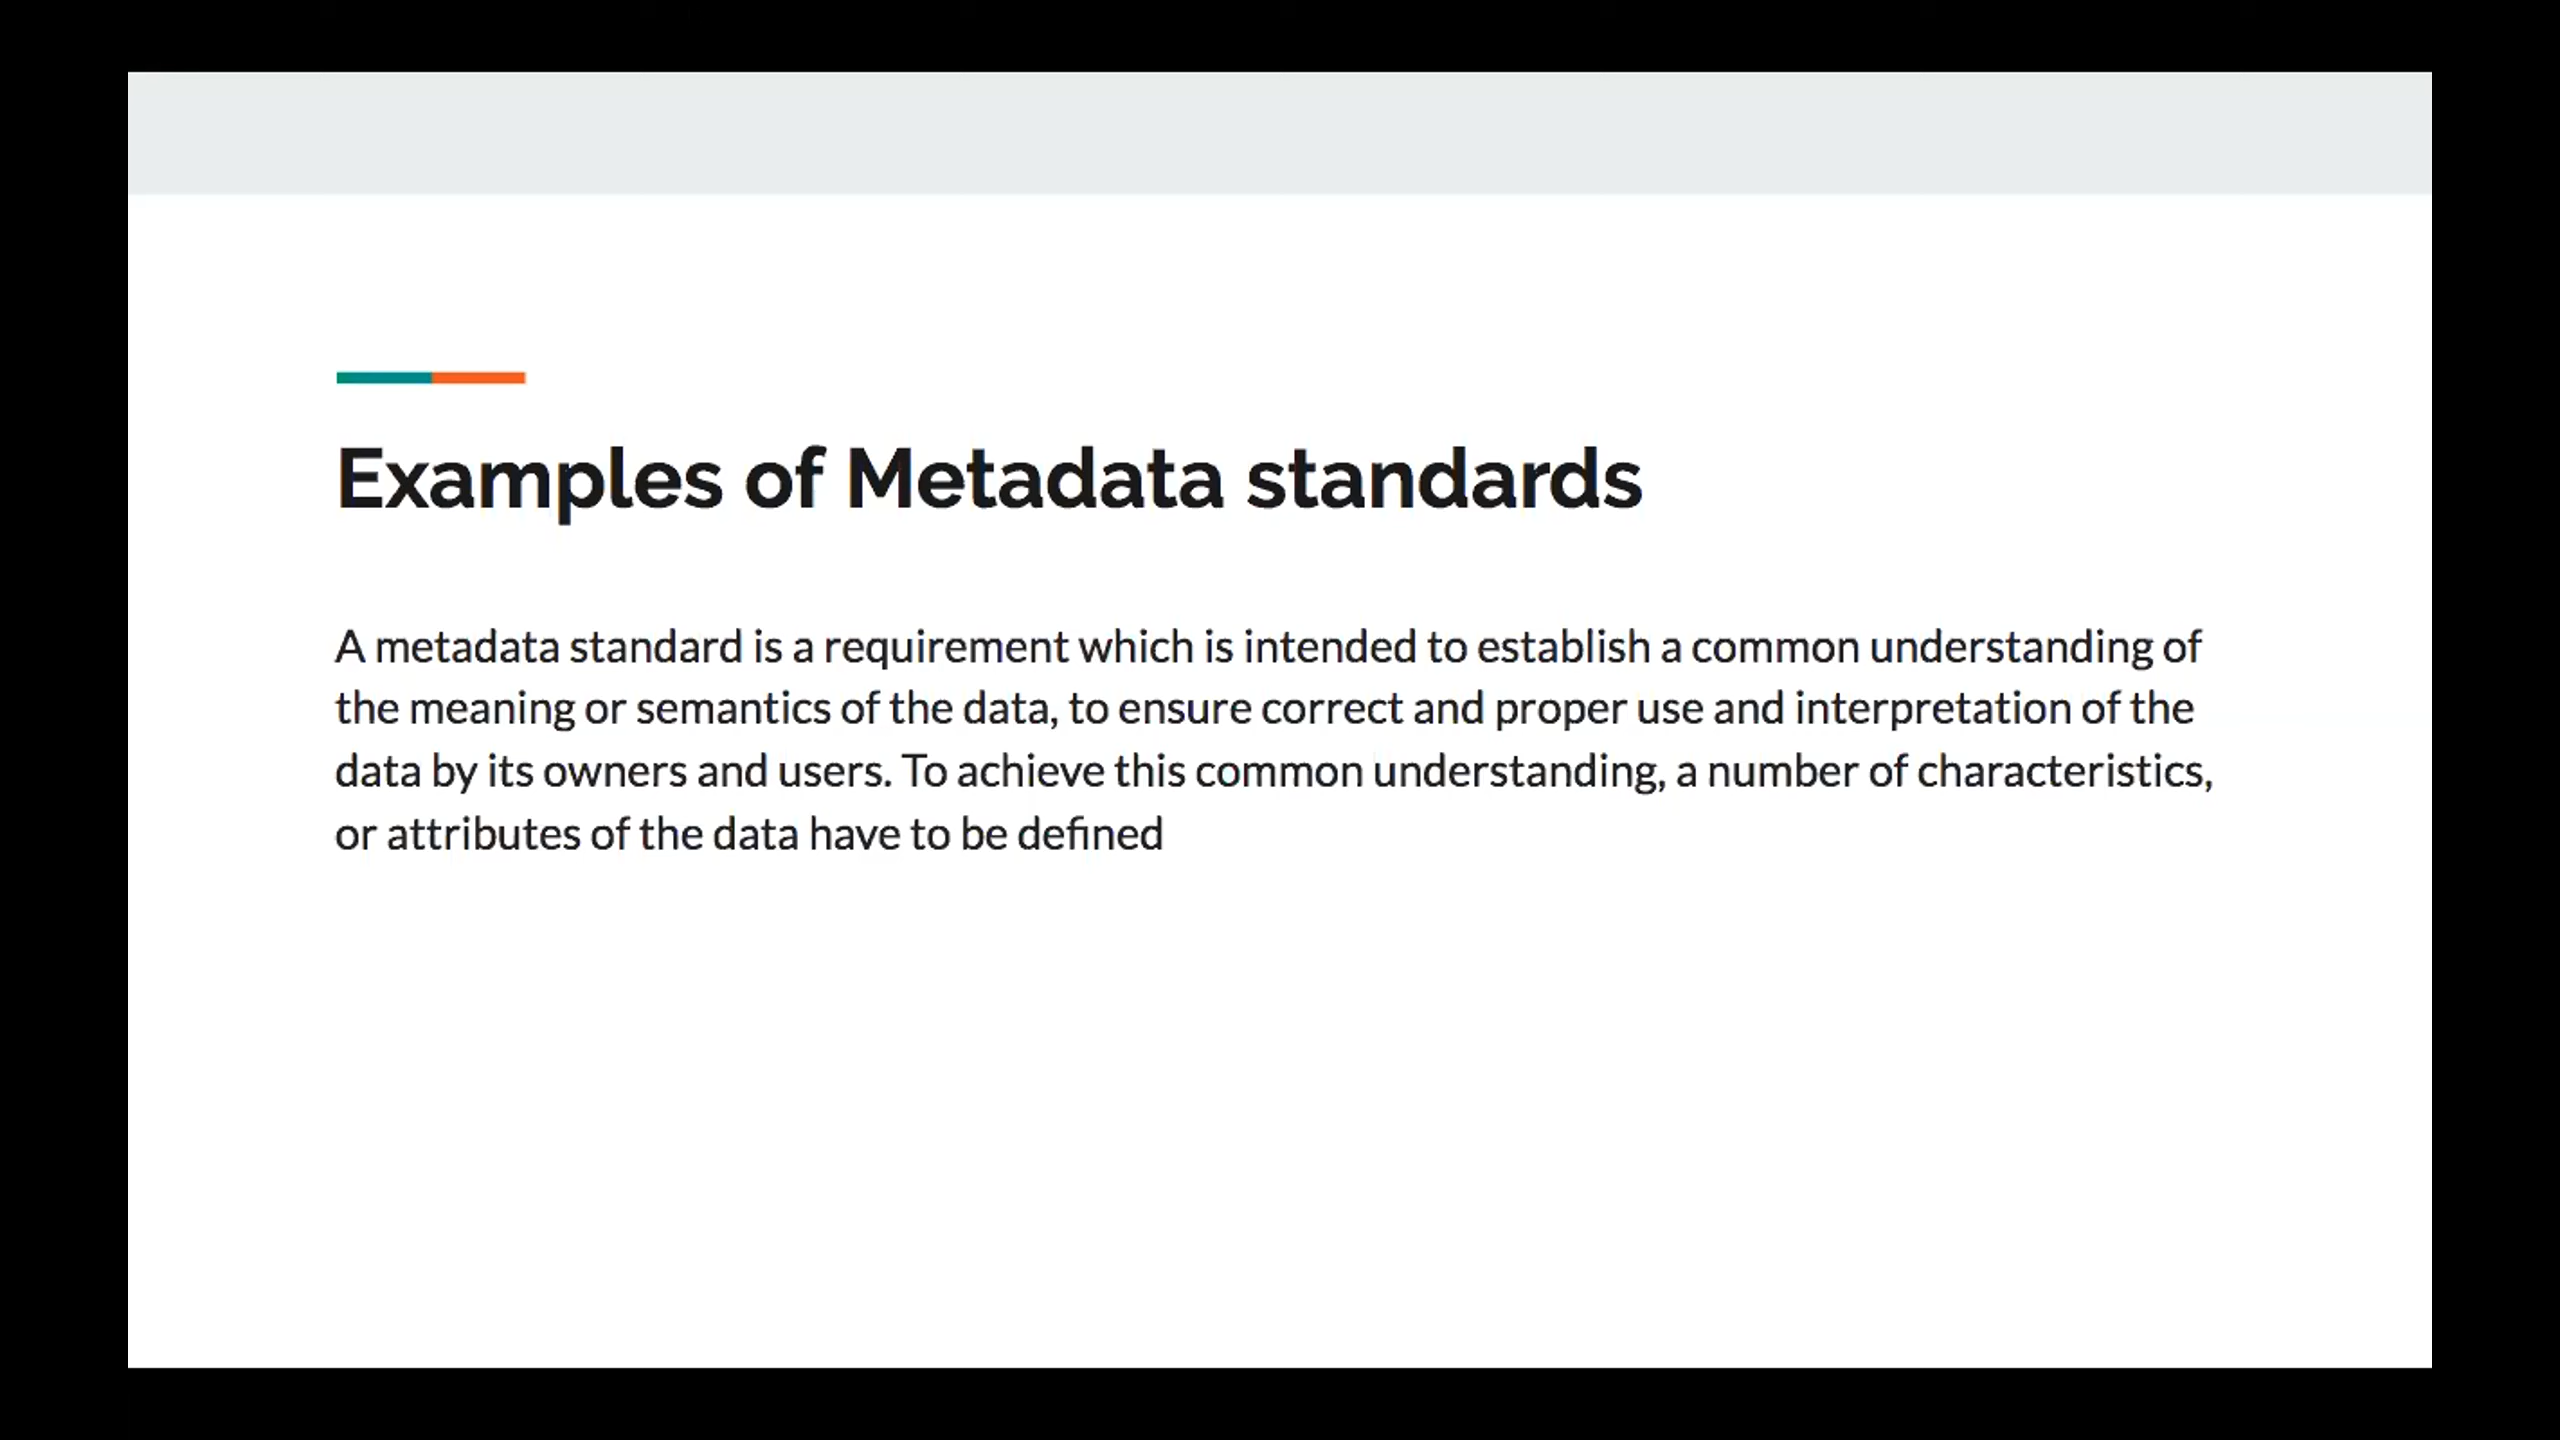 Examples of Metadata standards
A metadata standard is a requirement which is intended to establish a common understanding of
the meaning or semantics of the data, to ensure correct and proper use and interpretation of the
data by its owners and users. To achieve this common understanding, a number of characteristics,
or attributes of the data have to be defined